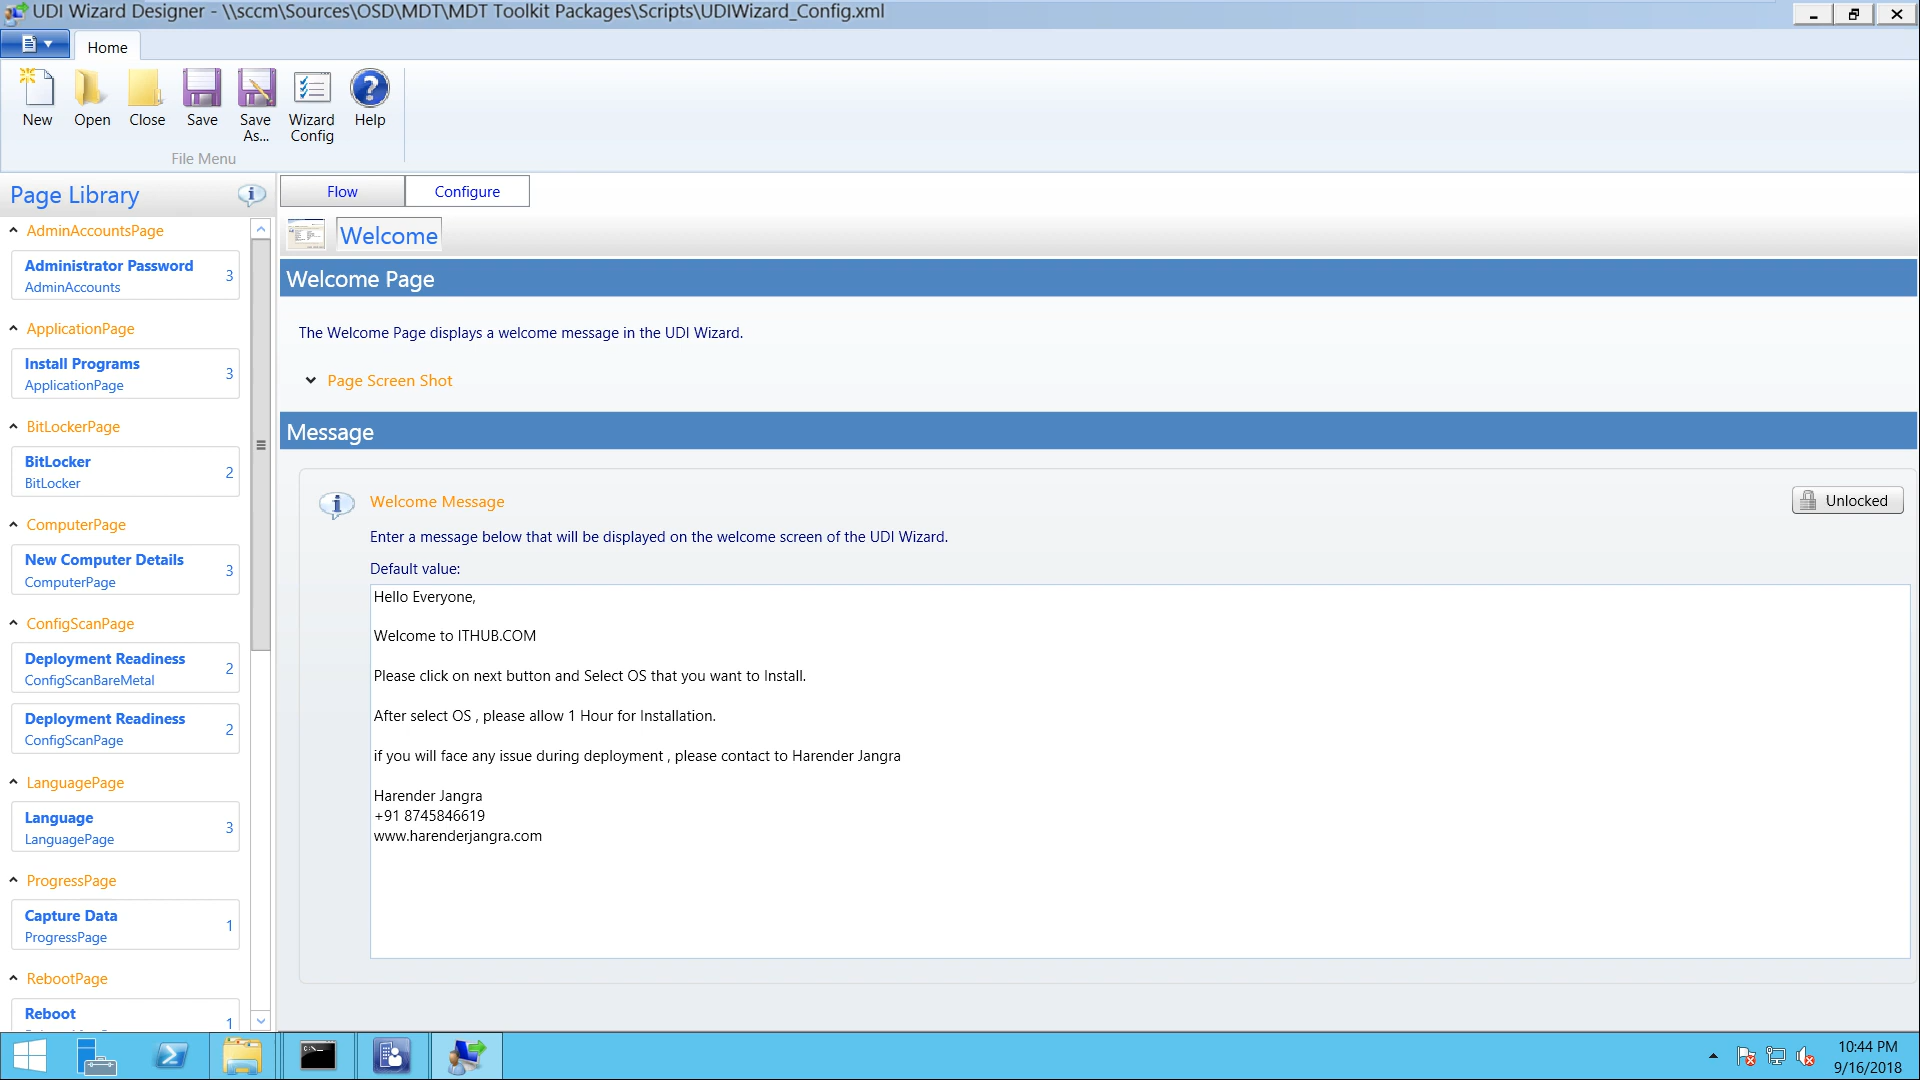 UDI Wizard Designer - \\sccm\Sources\OSD\MDT\MDT Toolkit Packages\Scripts\UDIWizard_Config.xml
Home
New
Open
Close
Save
Save As...
Wizard Config
Help
File Menu
Page Library
AdminAccountsPage
Administrator Password
3
AdminAccounts
ApplicationPage
Install Programs
3
ApplicationPage
BitLockerPage
BitLocker
2
BitLocker
ComputerPage
New Computer Details
3
ComputerPage
ConfigScanPage
Deployment Readiness
2
ConfigScanBareMetal
Deployment Readiness
2
ConfigScanPage
LanguagePage
Language
3
LanguagePage
ProgressPage
Capture Data
1
ProgressPage
RebootPage
Reboot
1
Flow
Configure
Welcome
Welcome Page
The Welcome Page displays a welcome message in the UDI Wizard.
Page Screen Shot
Message
Welcome Message
Unlocked
Enter a message below that will be displayed on the welcome screen of the UDI Wizard.
Default value:
Hello Everyone,
Welcome to ITHUB.COM
Please click on next button and Select OS that you want to Install.
After select OS , please allow 1 Hour for Installation.
if you will face any issue during deployment , please contact to Harender Jangra
Harender Jangra
+91 8745846619
www.harenderjangra.com
10:44 PM
9/16/2018